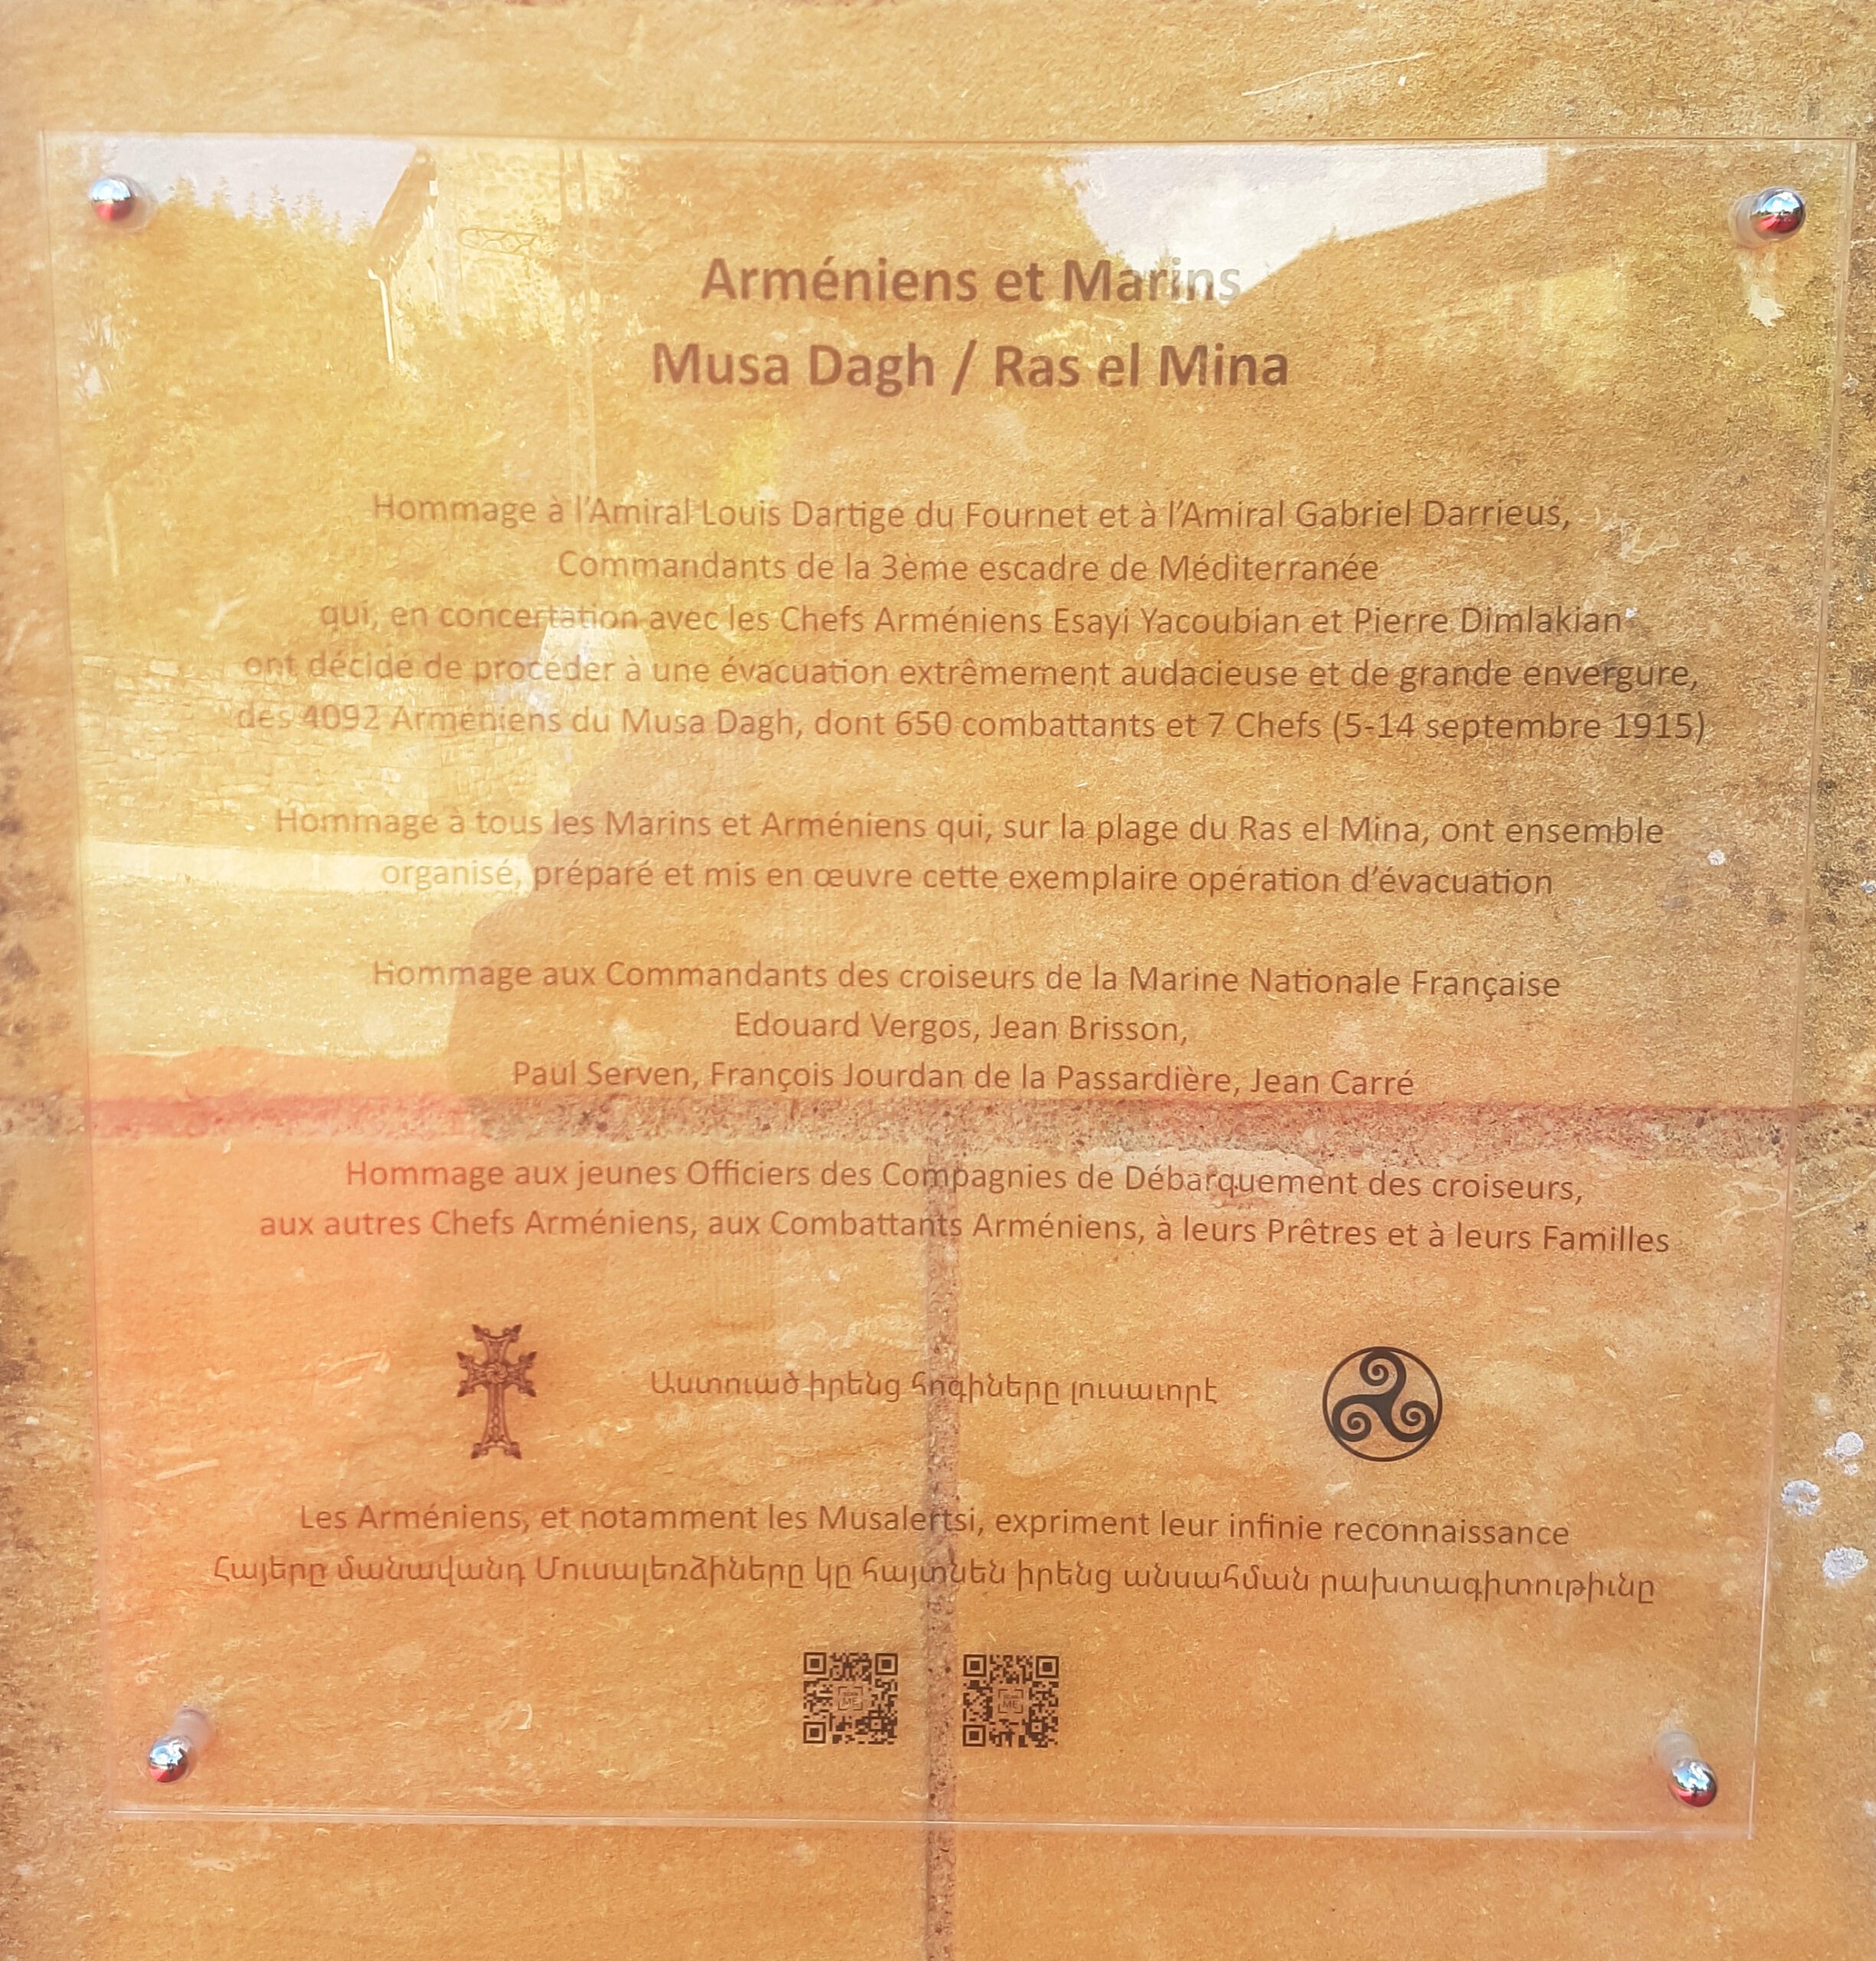 Arméniens et Marins
Musa Dagh / Ras el Mina
Hommage à l'Amiral Louis Dartige du Fournet et à l'Amiral Gabriel Darrieus,
Commandants de la 3ème escadre de Méditerranée
qui, en concertation avec les Chefs Arméniens Esayi Yacoubian et Pierre Dimlakian
ont décidé de procéder à une évacuation extrêmement audacieuse et de grande envergure,
des 4092 Arméniens du Musa Dagh, dont 650 combattants et 7 Chefs (5-14 septembre 1915)
Hommage à tous les Marins et Arméniens qui, sur la plage du Ras el Mina, ont ensemble
organisé, préparé et mis en œuvre cette exemplaire opération d'évacuation
Hommage aux Commandants des croiseurs de la Marine Nationale Française
Edouard Vergos, Jean Brisson,
Paul Serven, François Jourdan de la Passardière, Jean Carré
Hommage aux jeunes Officiers des Compagnies de Débarquement des croiseurs,
aux autres Chefs Arméniens, aux Combattants Arméniens, à leurs Prêtres et à leurs Familles
Աստուած իրենց հոգիները լուսաւորէ
Les Arméniens, et notamment les Musalertsi, expriment leur infinie reconnaissance
Հայերը մանավանդ Մուսալեռձիները կը հայտնեն իրենց անսահման րախտագիտութիւնը